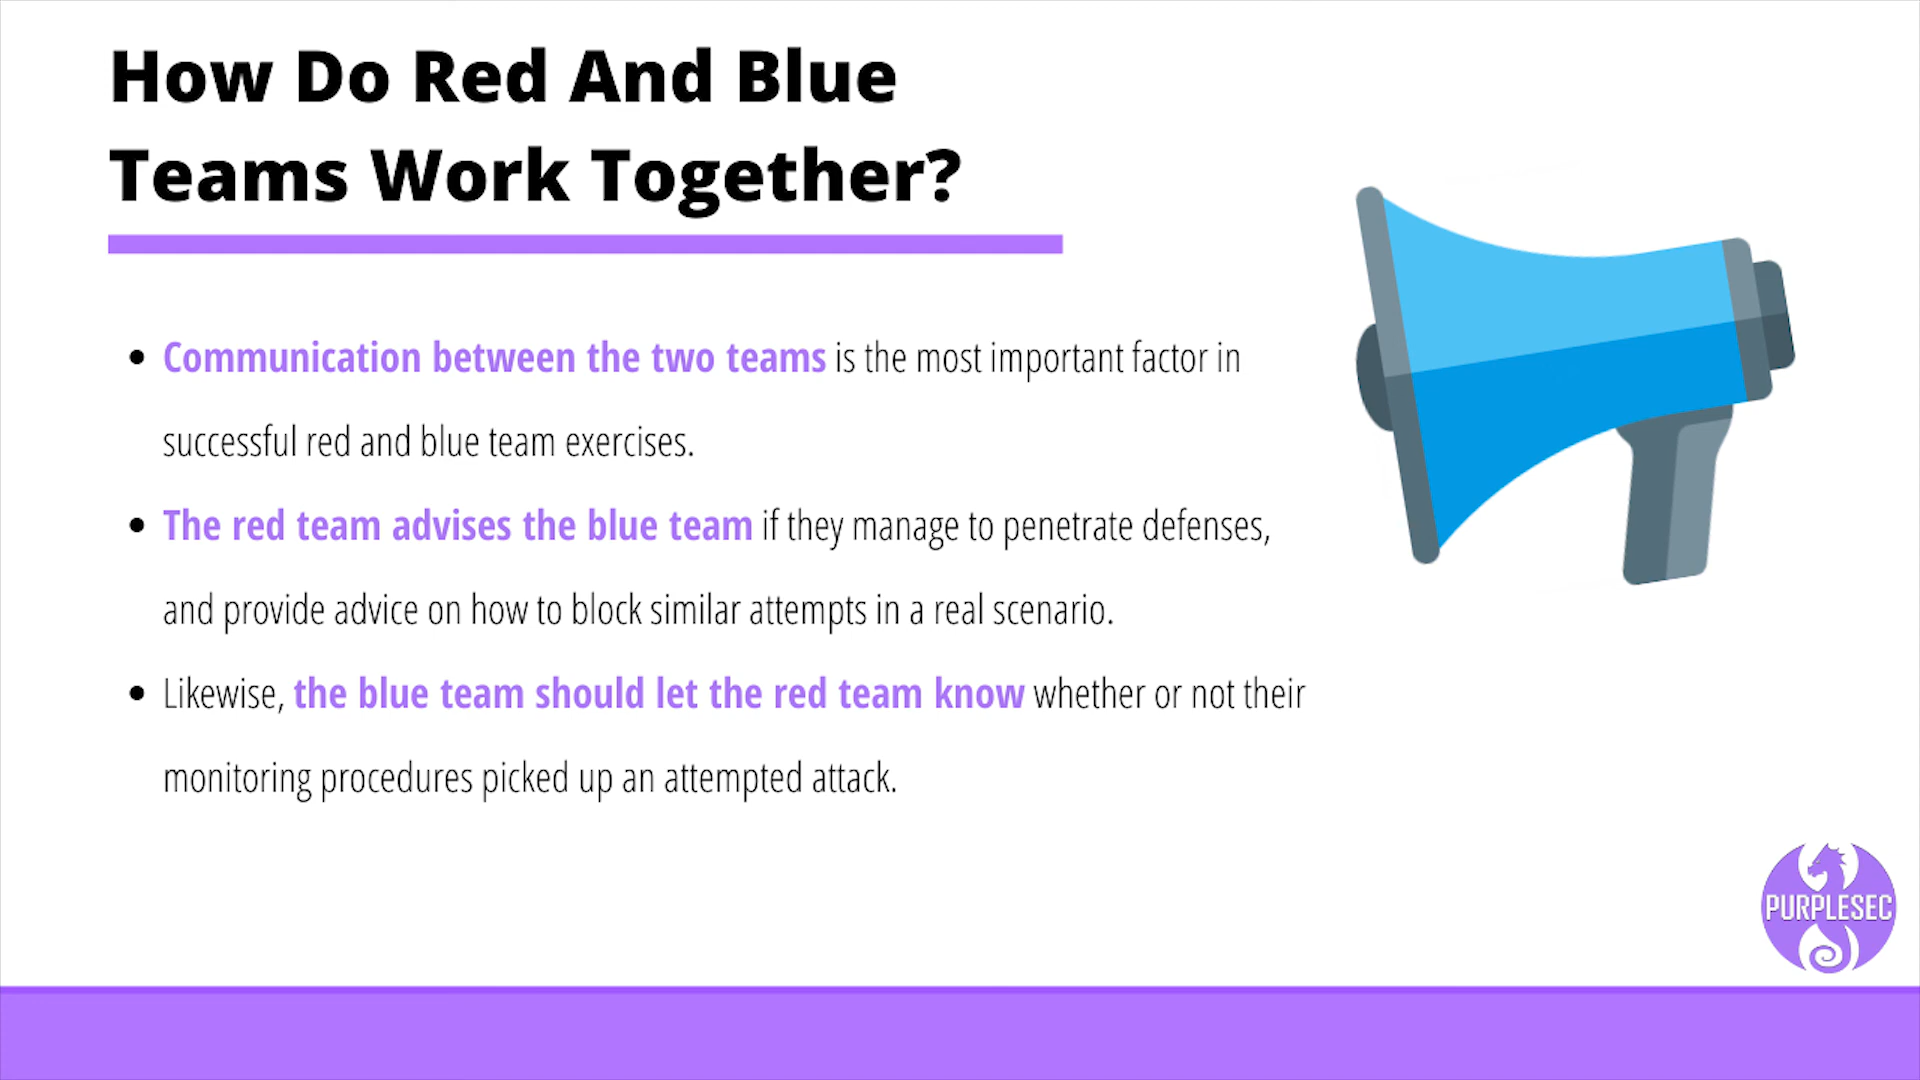 How Do Red And Blue
Teams Work Together?
• Communication between the two teams is the most important factor in
successful red and blue team exercises.
• The red team advises the blue team if they manage to penetrate defenses,
and provide advice on how to block similar attempts in a real scenario.
• Likewise, the blue team should let the red team know whether or not their
monitoring procedures picked up an attempted attack.
PURPLESEC